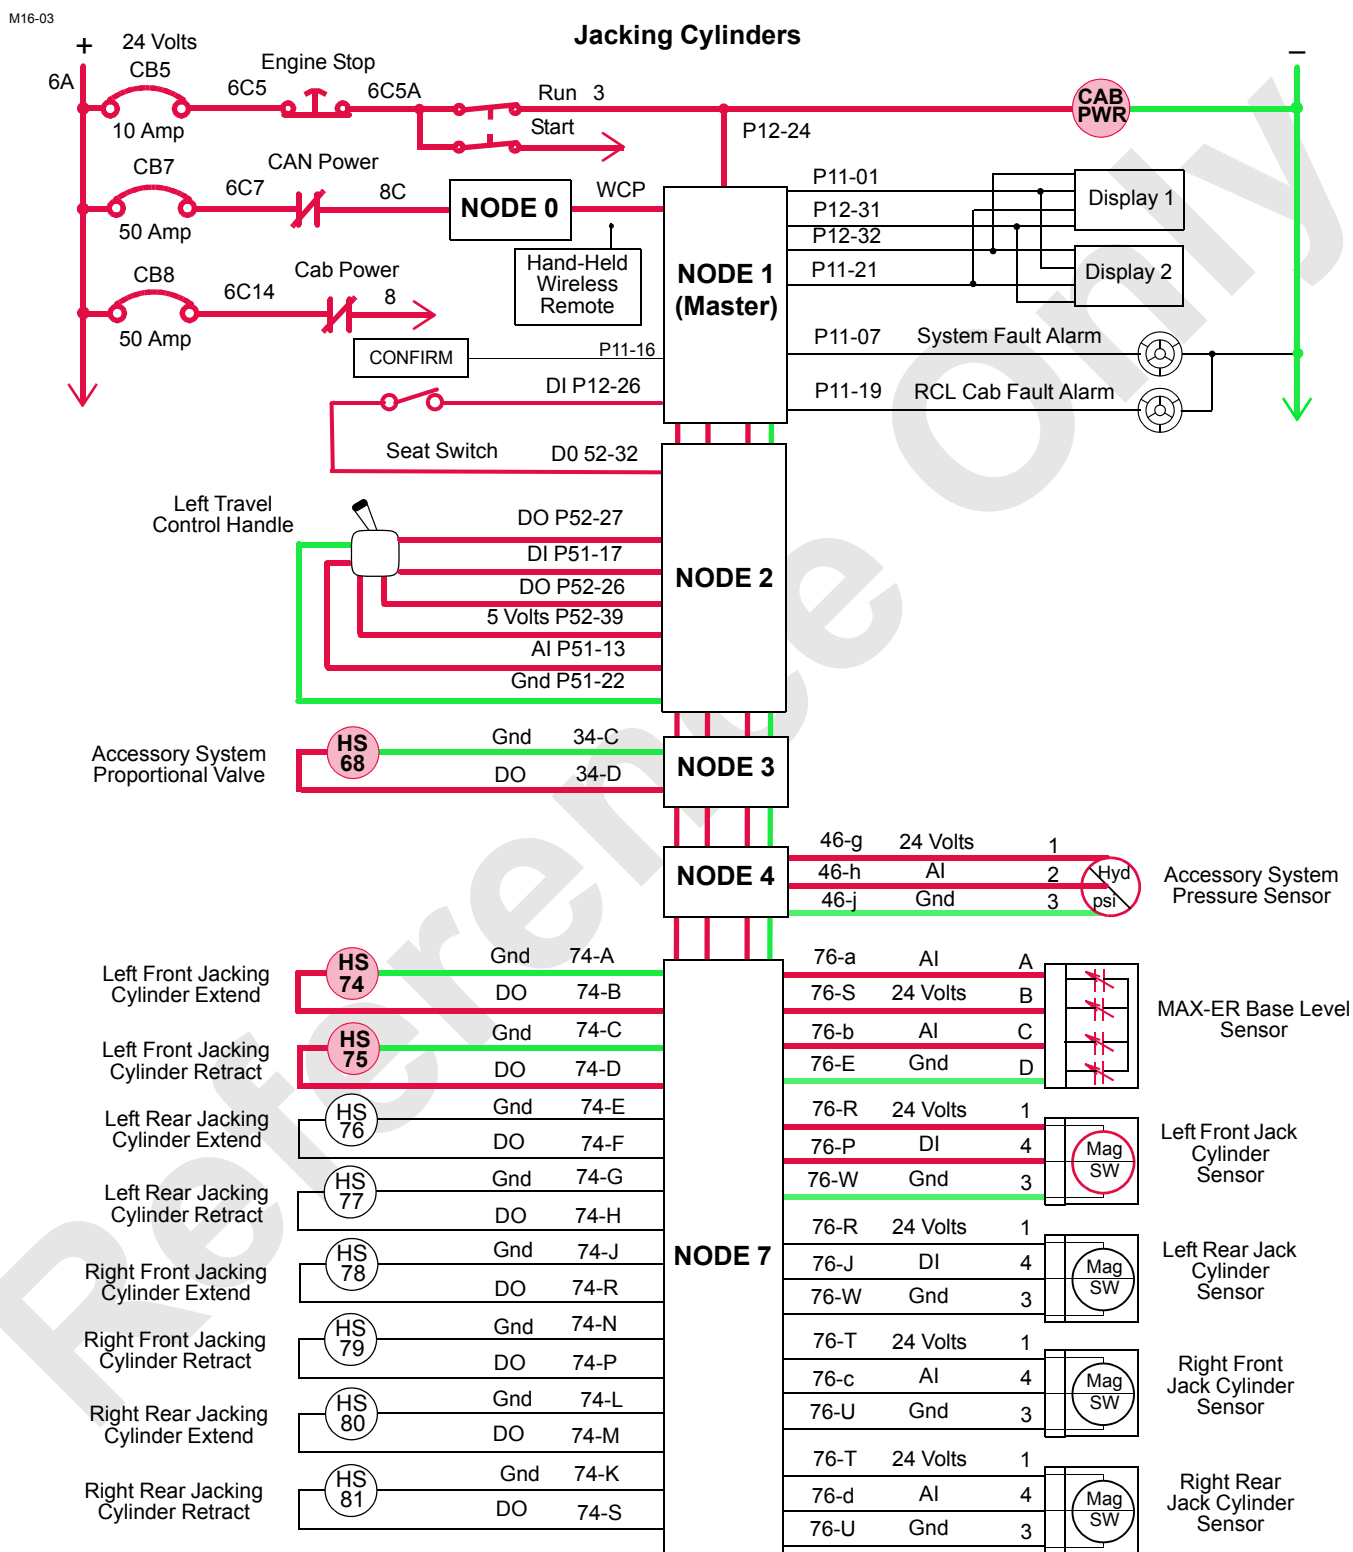 M16-03
Jacking Cylinders
+
24 Volts
–
6A
CB5
6C5
Engine Stop
6C5A
Run 3
CAB
PWR
10 Amp
Start
P12-24
CB7
6C7
CAN Power
8C
NODE 0
WCP
50 Amp
P11-01
P12-31
P12-32
P11-21
Display 1
Display 2
NODE 1
(Master)
Hand-Held
Wireless
Remote
CB8
6C14
Cab Power
8
50 Amp
CONFIRM
P11-16
P11-07
System Fault Alarm
DI P12-26
P11-19
RCL Cab Fault Alarm
Seat Switch
D0 52-32
Left Travel
Control Handle
DO P52-27
DI P51-17
DO P52-26
5 Volts P52-39
AI P51-13
Gnd P51-22
NODE 2
Accessory System
Proportional Valve
HS
68
Gnd 34-C
DO 34-D
NODE 3
NODE 4
46-g 24 Volts 1
46-h AI 2
46-j Gnd 3
Hyd
psi
Accessory System
Pressure Sensor
Left Front Jacking
Cylinder Extend
HS
74
Gnd 74-A
DO 74-B
Left Front Jacking
Cylinder Retract
HS
75
Gnd 74-C
DO 74-D
Left Rear Jacking
Cylinder Extend
HS
76
Gnd 74-E
DO 74-F
Left Rear Jacking
Cylinder Retract
HS
77
Gnd 74-G
DO 74-H
Right Front Jacking
Cylinder Extend
HS
78
Gnd 74-J
DO 74-R
Right Front Jacking
Cylinder Retract
HS
79
Gnd 74-N
DO 74-P
Right Rear Jacking
Cylinder Extend
HS
80
Gnd 74-L
DO 74-M
Right Rear Jacking
Cylinder Retract
HS
81
Gnd 74-K
DO 74-S
NODE 7
76-a AI A
76-S 24 Volts B
76-b AI C
76-E Gnd D
MAX-ER Base Level
Sensor
76-R 24 Volts 1
76-P DI 4
76-W Gnd 3
Mag
SW
Left Front Jack
Cylinder
Sensor
76-R 24 Volts 1
76-J DI 4
76-W Gnd 3
Mag
SW
Left Rear Jack
Cylinder
Sensor
76-T 24 Volts 1
76-c AI 4
76-U Gnd 3
Mag
SW
Right Front
Jack Cylinder
Sensor
76-T 24 Volts 1
76-d AI 4
76-U Gnd 3
Mag
SW
Right Rear
Jack Cylinder
Sensor
Reference Only